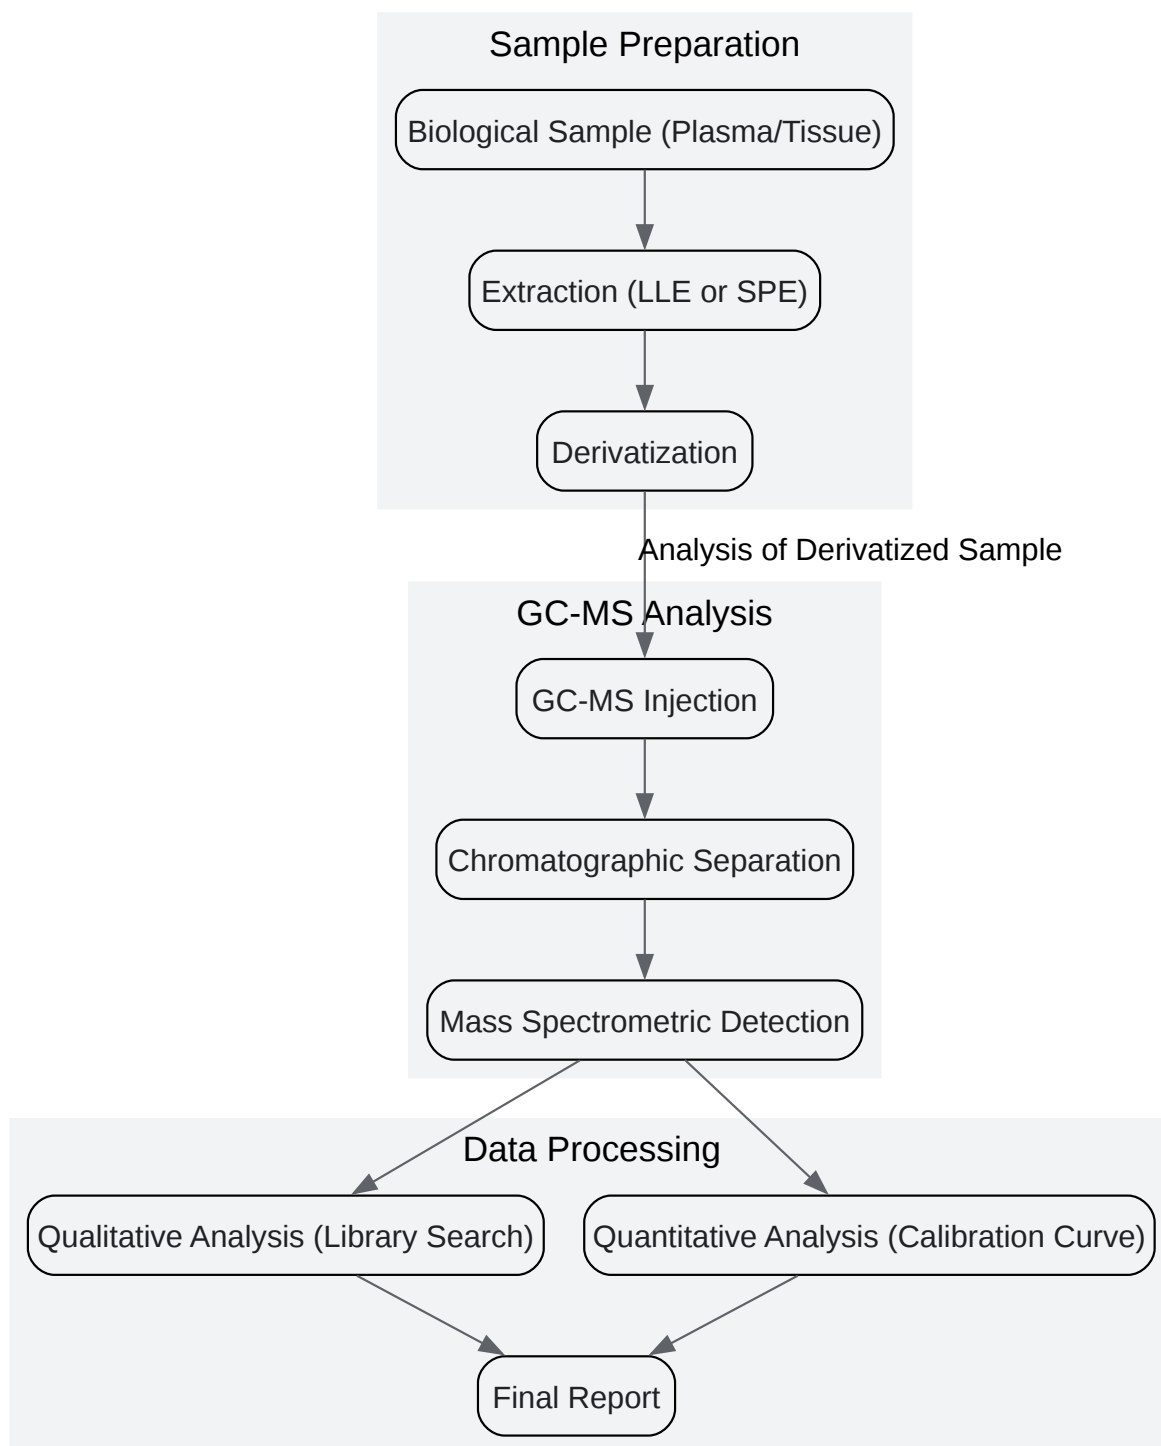 Sample Preparation
Biological Sample (Plasma/Tissue)
Extraction (LLE or SPE)
Derivatization
Analysis of Derivatized Sample
GC-MS Analysis
GC-MS Injection
Chromatographic Separation
Mass Spectrometric Detection
Data Processing
Qualitative Analysis (Library Search)
Quantitative Analysis (Calibration Curve)
Final Report